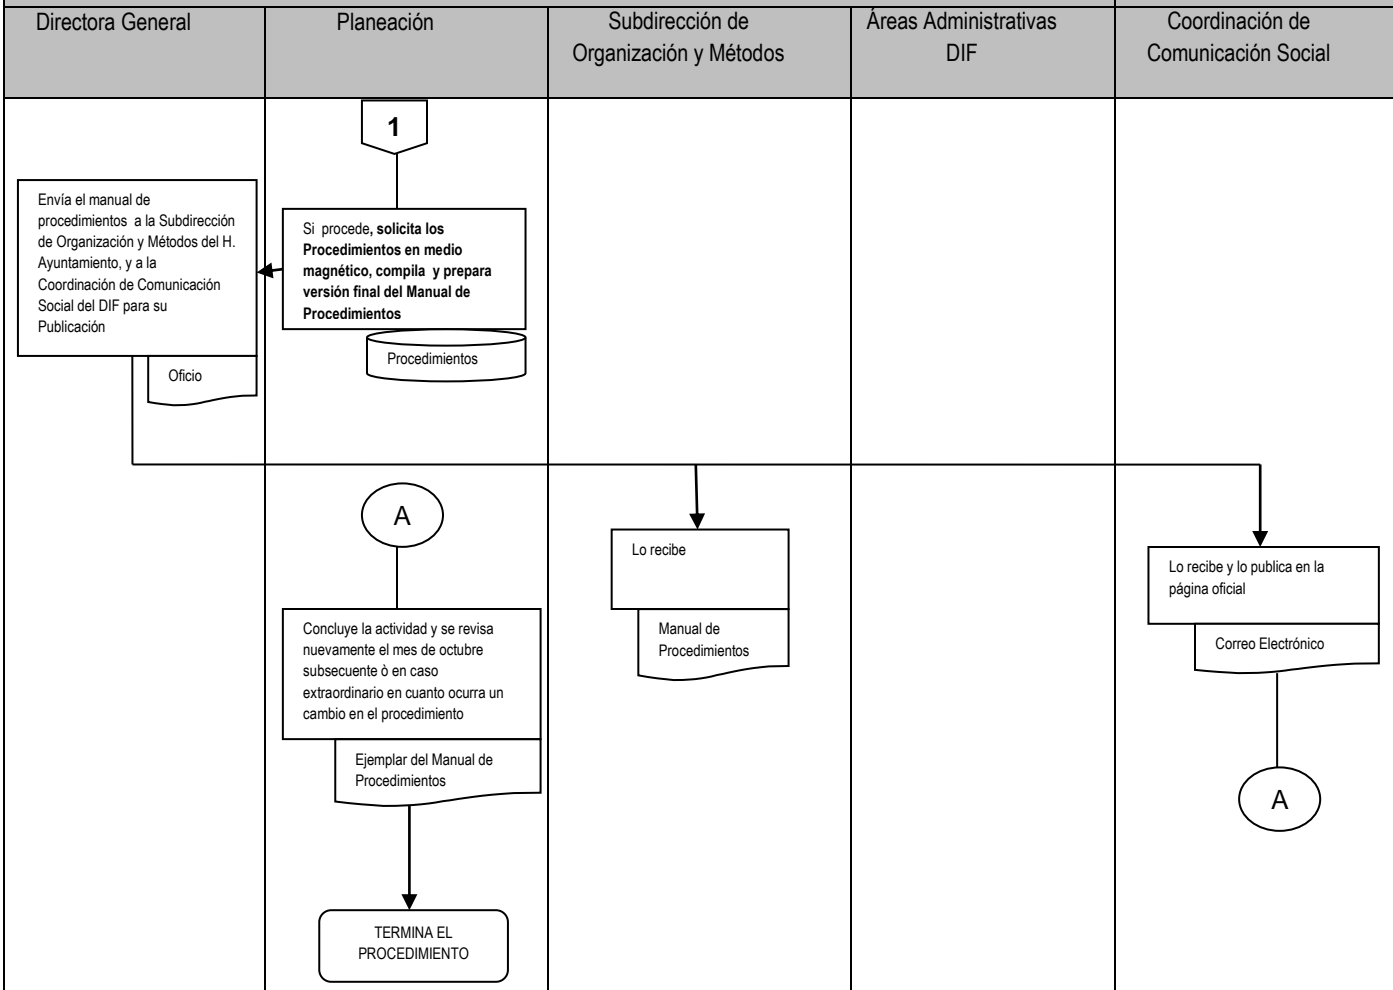 Directora General
Planeación
Subdirección de
Organización y Métodos
Áreas Administrativas
DIF
Coordinación de
Comunicación Social
1
Envía el manual de
procedimientos a la Subdirección
de Organización y Métodos del H.
Ayuntamiento, y a la
Coordinación de Comunicación
Social del DIF para su
Publicación
Oficio
Si procede, solicita los
Procedimientos en medio
magnético, compila y prepara
versión final del Manual de
Procedimientos
Procedimientos
A
Concluye la actividad y se revisa
nuevamente el mes de octubre
subsecuente ò en caso
extraordinario en cuanto ocurra un
cambio en el procedimiento
Ejemplar del Manual de
Procedimientos
TERMINA EL
PROCEDIMIENTO
Lo recibe
Manual de
Procedimientos
Lo recibe y lo publica en la
página oficial
Correo Electrónico
A